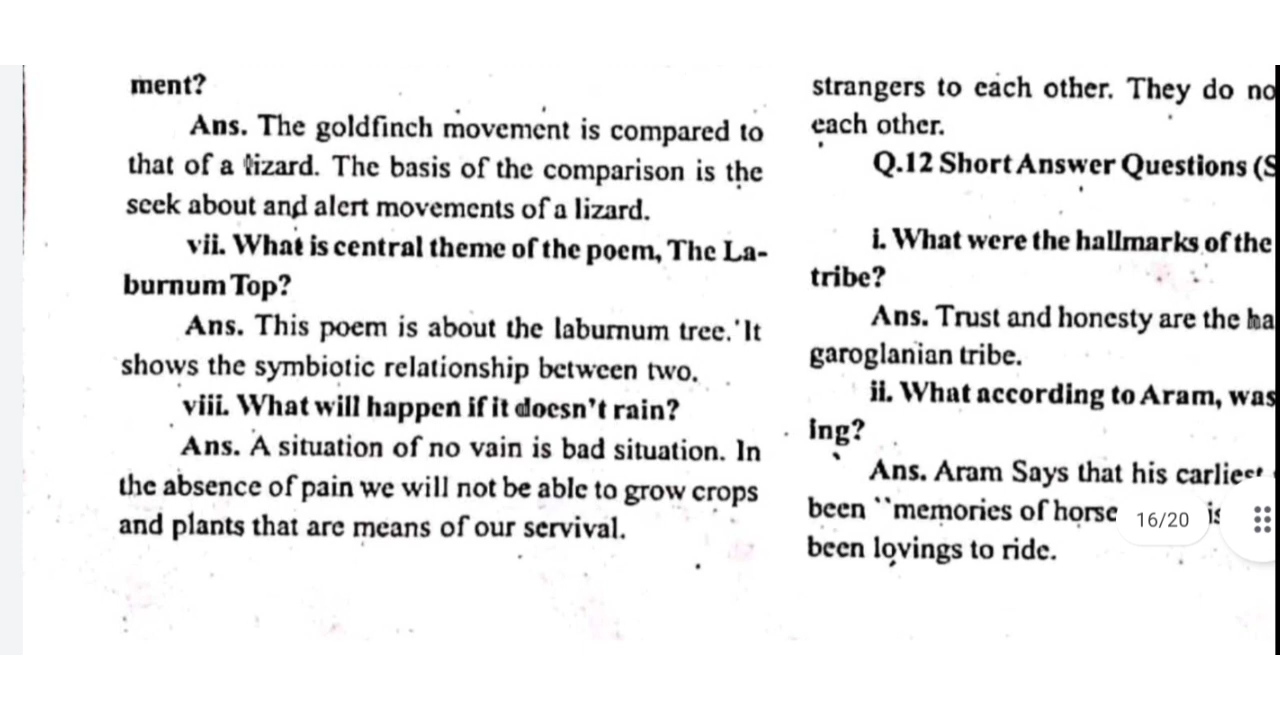 ment?
Ans. The goldfinch movement is compared to
that of a lizard. The basis of the comparison is the
seek about and alert movements of a lizard.
vii. What is central theme of the poem, The La-
burnum Top?
Ans. This poem is about the laburnum tree. It
shows the symbiotic relationship between two.
viii. What will happen if it doesn't rain?
Ans. A situation of no vain is bad situation. In
the absence of pain we will not be able to grow crops
and plants that are means of our servival.
strangers to each other. They do no
each other.
Q.12 Short Answer Questions (S
i. What were the hallmarks of the
tribe?
Ans. Trust and honesty are the ha
garoglanian tribe.
ii. What according to Aram, was
ing?
Ans. Aram Says that his earliest
been "memories of horse
been lovings to ride.
16/20